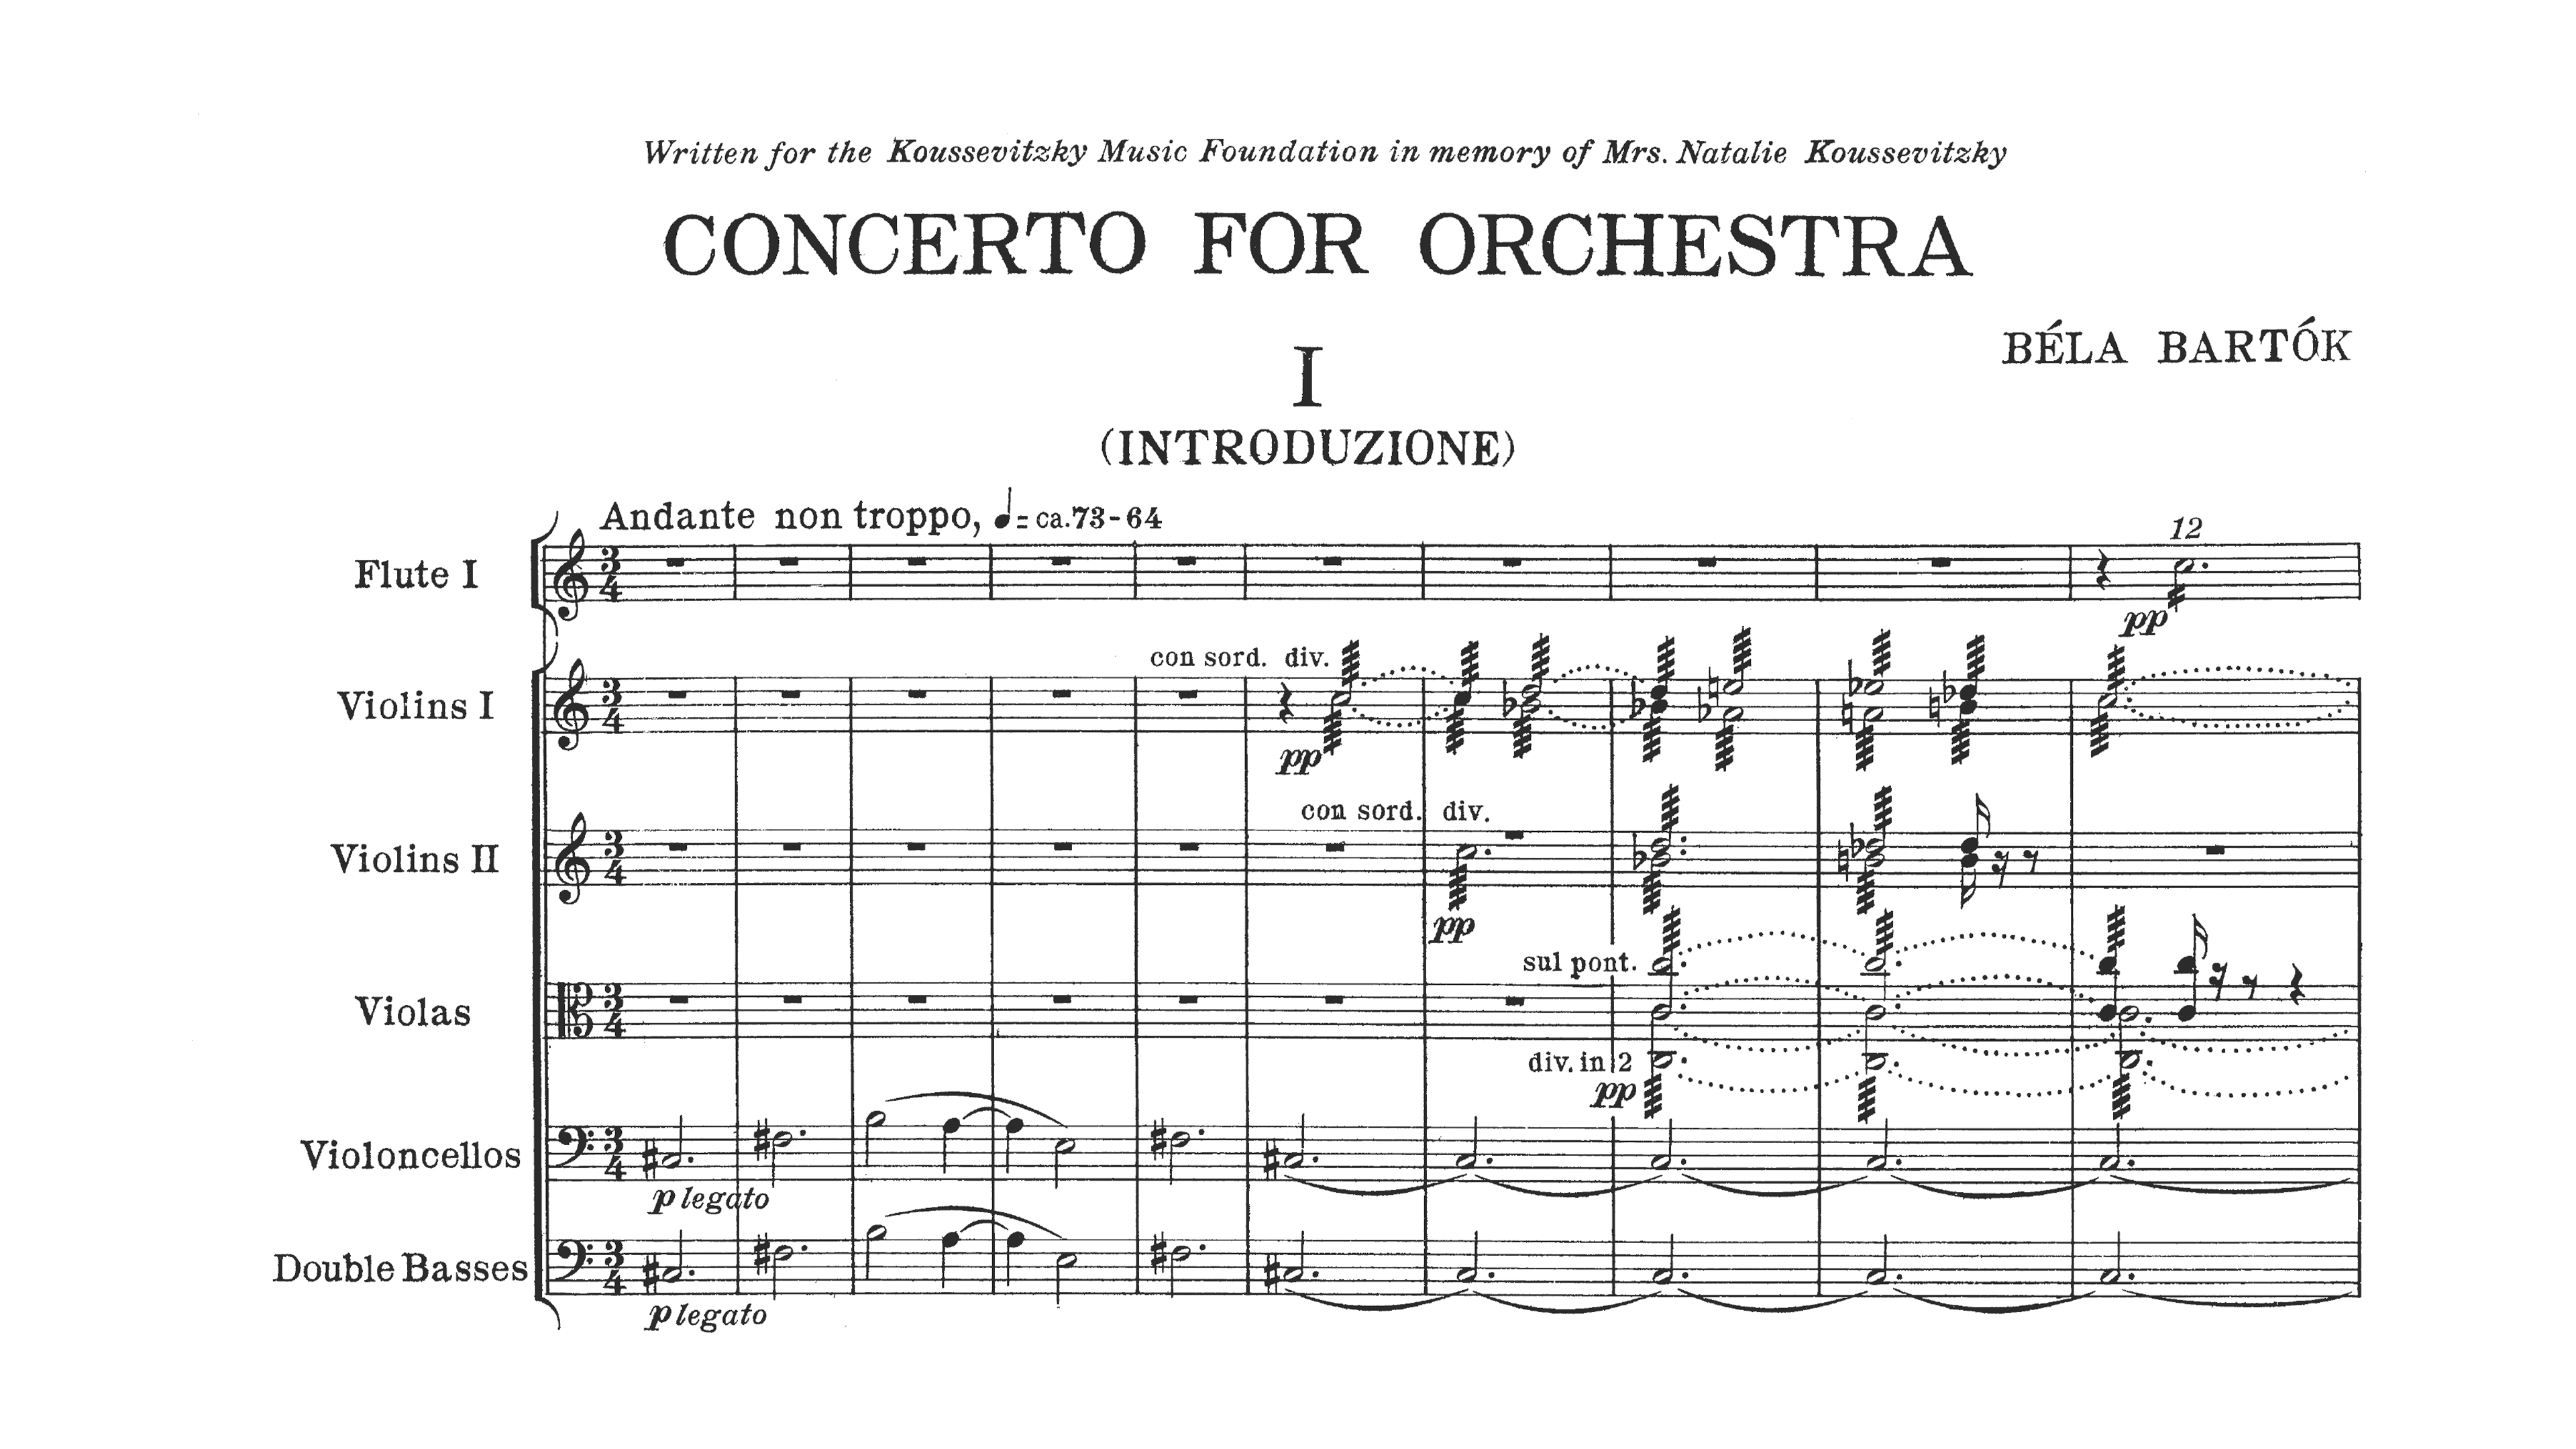 Written for the Koussevitzky Music Foundation in memory of Mrs. Natalie Koussevitzky
CONCERTO FOR ORCHESTRA
BÉLA BARTÓK
I
(INTRODUZIONE)
Andante non troppo, ♩= ca. 73-64
12
Flute I
pp
con sord. div.
Violins I
pp
con sord. div.
Violins II
pp
sul pont.
Violas
div. in 2
pp
Violoncellos
p legato
Double Basses
p legato